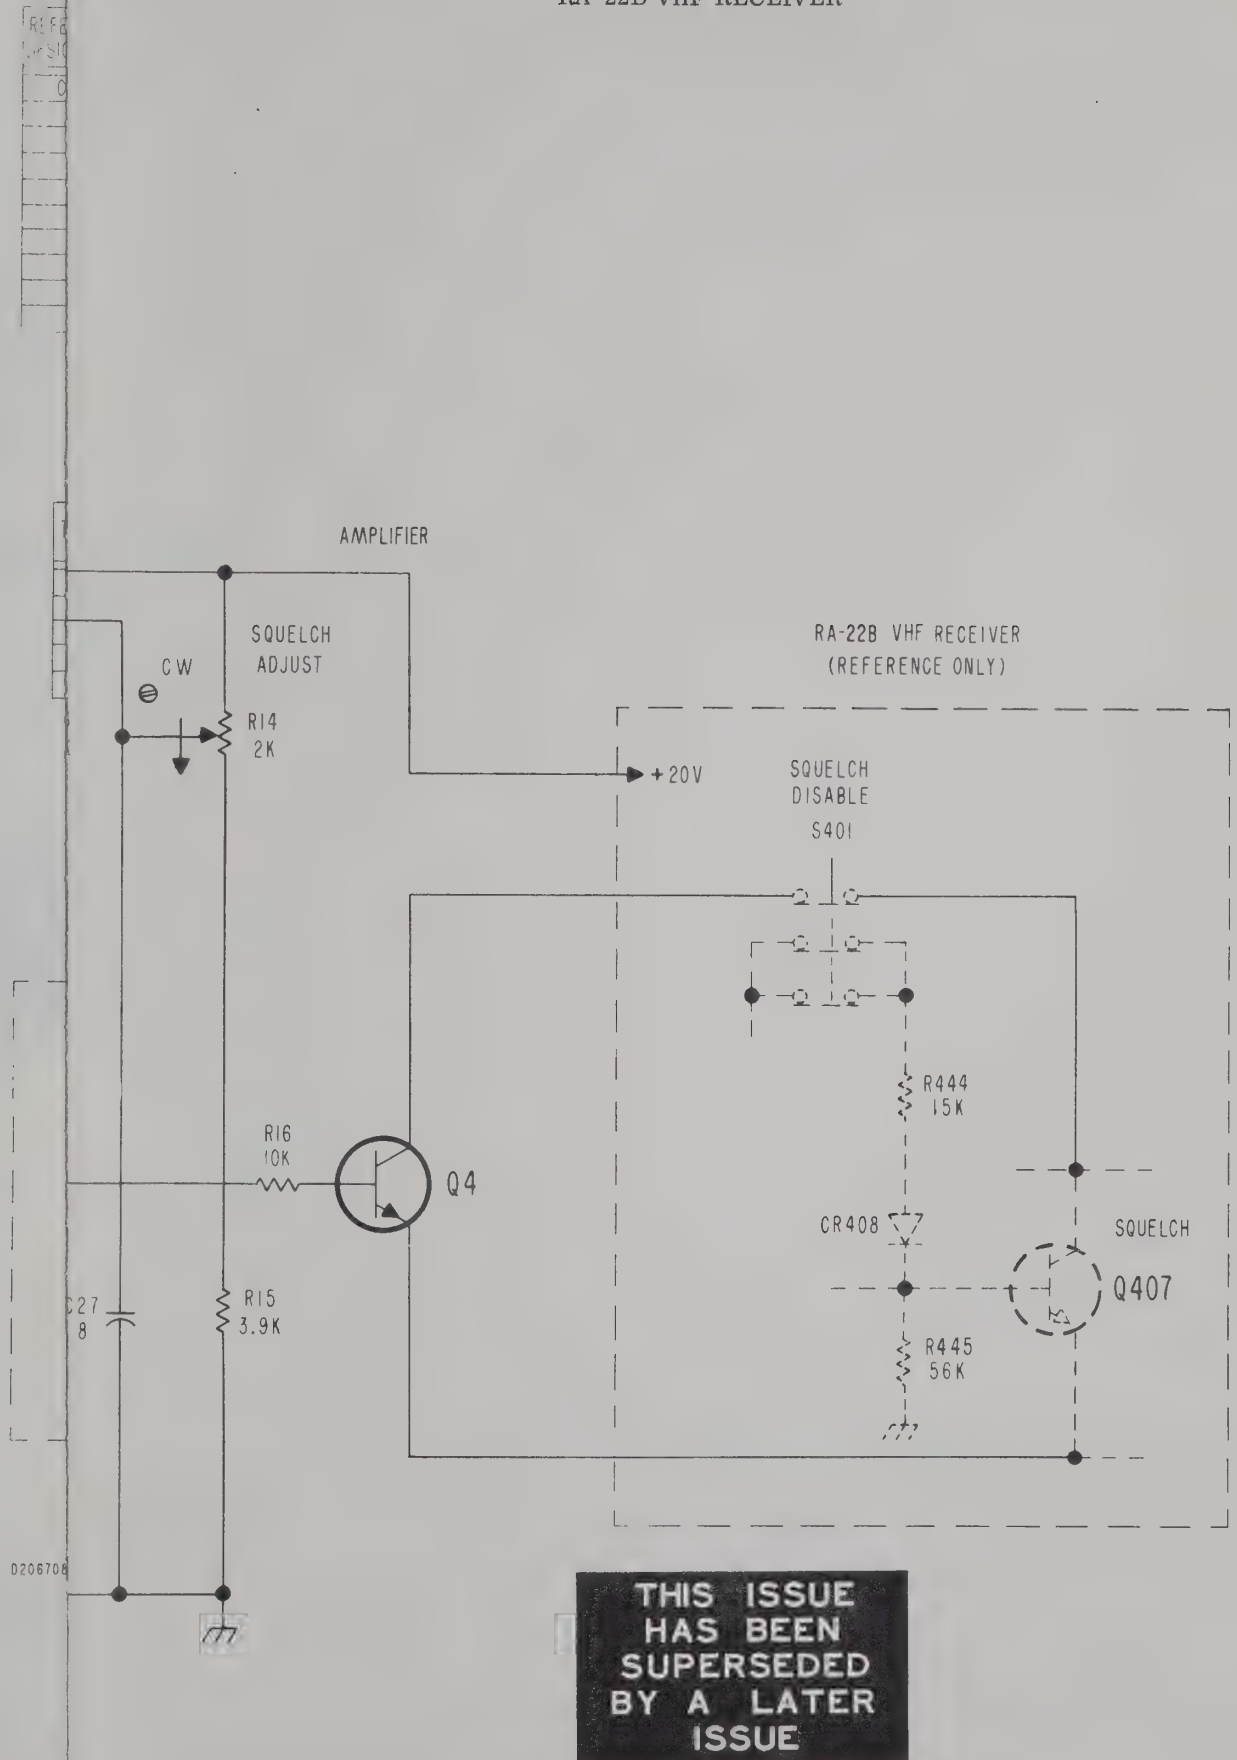 RA-22B VHF RECEIVER
AMPLIFIER
SQUELCH
ADJUST
CW
R14
2K
RA-22B VHF RECEIVER
(REFERENCE ONLY)
+20V
SQUELCH
DISABLE
S401
R444
15K
R16
10K
Q4
CR408
SQUELCH
Q407
C27
8
R15
3.9K
R445
56K
D206708
THIS ISSUE
HAS BEEN
SUPERSEDED
BY A LATER
ISSUE